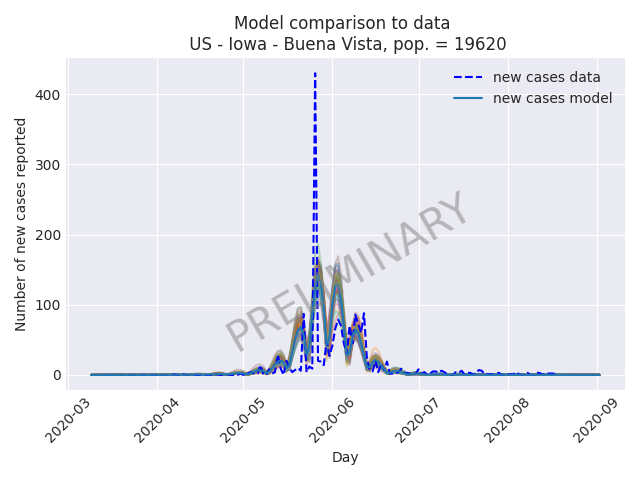 Model comparison to data
US - Iowa - Buena Vista, pop. = 19620
new cases data
new cases model
Number of new cases reported
400
300
200
100
0
PRELIMINARY
2020-03
2020-04
2020-05
2020-06
2020-07
2020-08
2020-09
Day